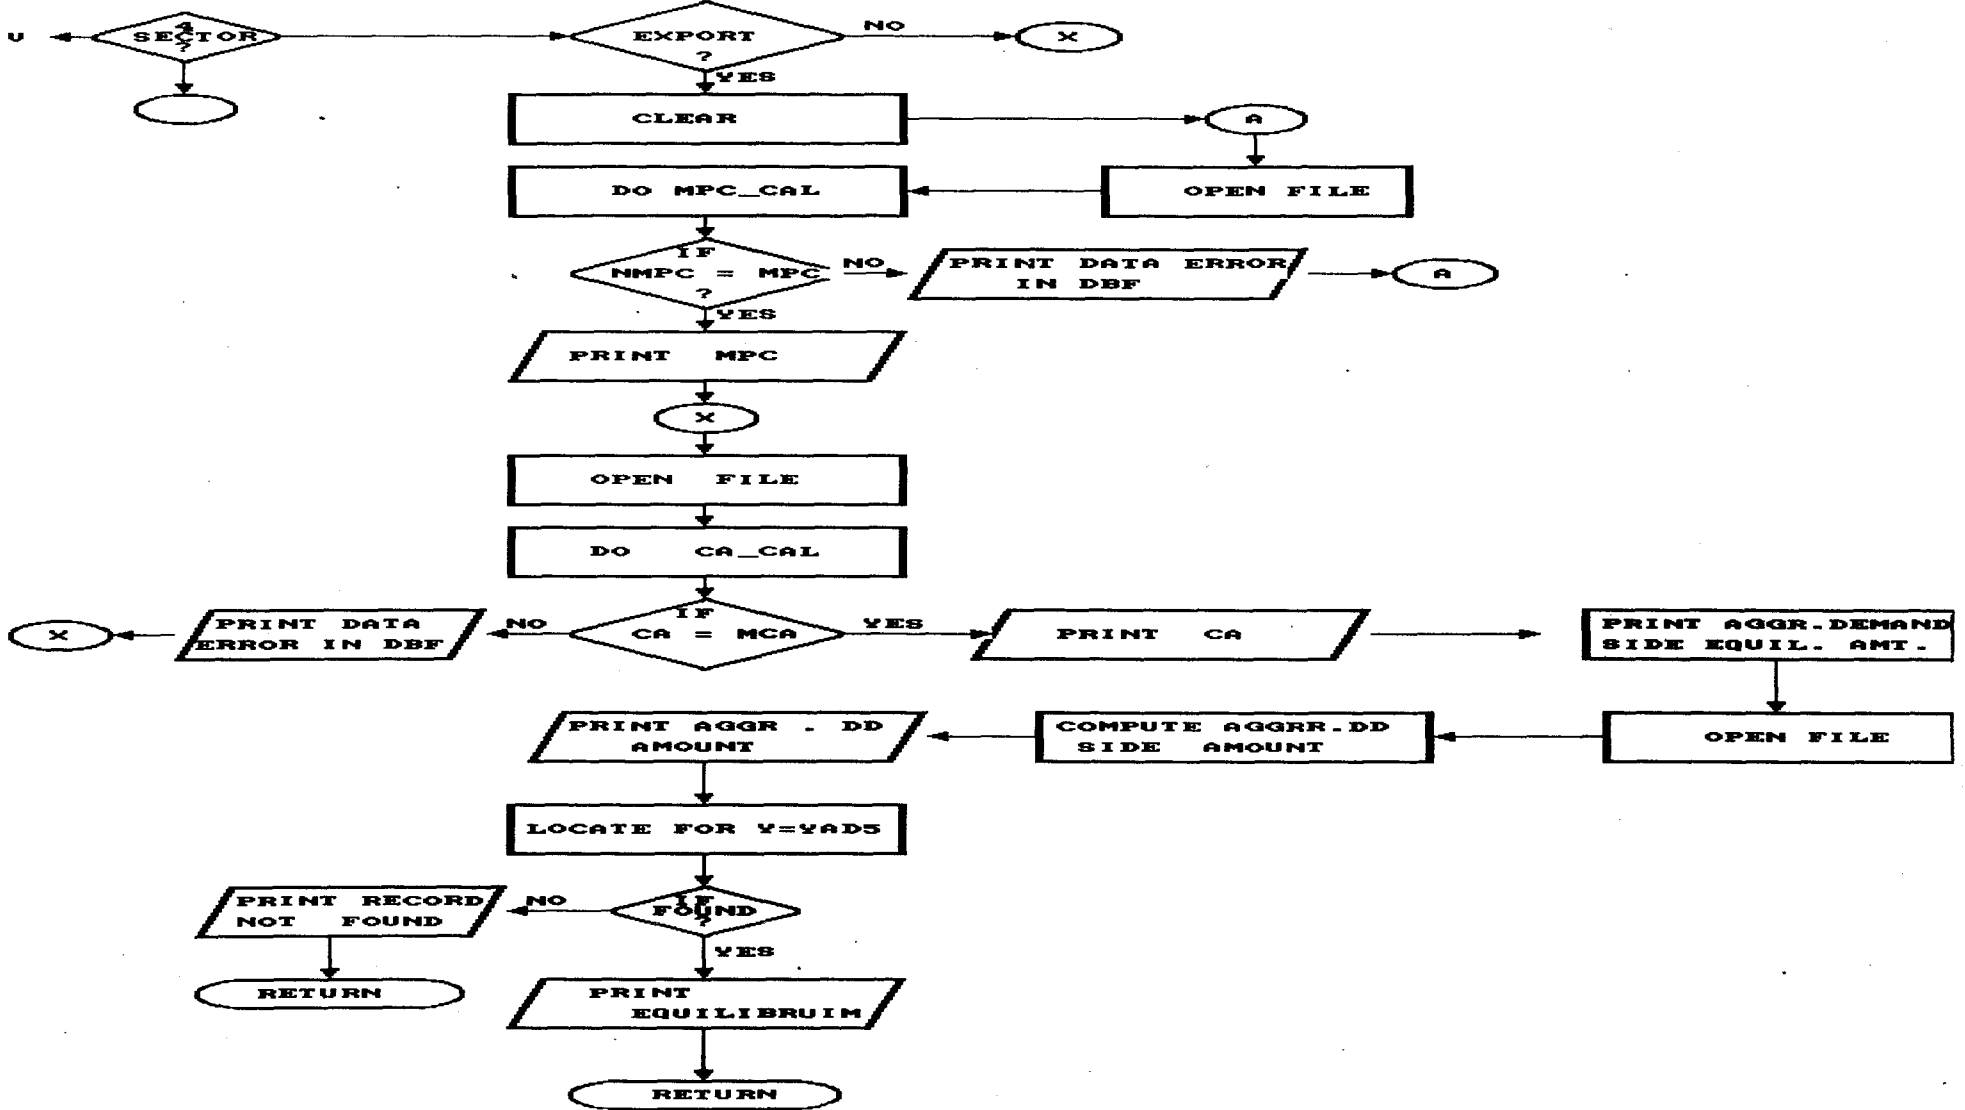 U
4
SECTOR
?
EXPORT
?
NO
X
YES
CLEAR
A
DO MPC_CAL
OPEN FILE
IF
NMPC = MPC
?
NO
PRINT DATA ERROR
IN DBF
A
YES
PRINT MPC
X
OPEN FILE
DO CA_CAL
X
PRINT DATA
ERROR IN DBF
NO
IF
CA = MCA
YES
PRINT CA
PRINT AGGR.DEMAND
SIDE EQUIL. AMT.
PRINT AGGR . DD
AMOUNT
COMPUTE AGGRR.DD
SIDE AMOUNT
OPEN FILE
LOCATE FOR Y=YAD5
PRINT RECORD
NOT FOUND
NO
IF
FOUND
?
YES
RETURN
PRINT
EQUILIBRUIM
RETURN